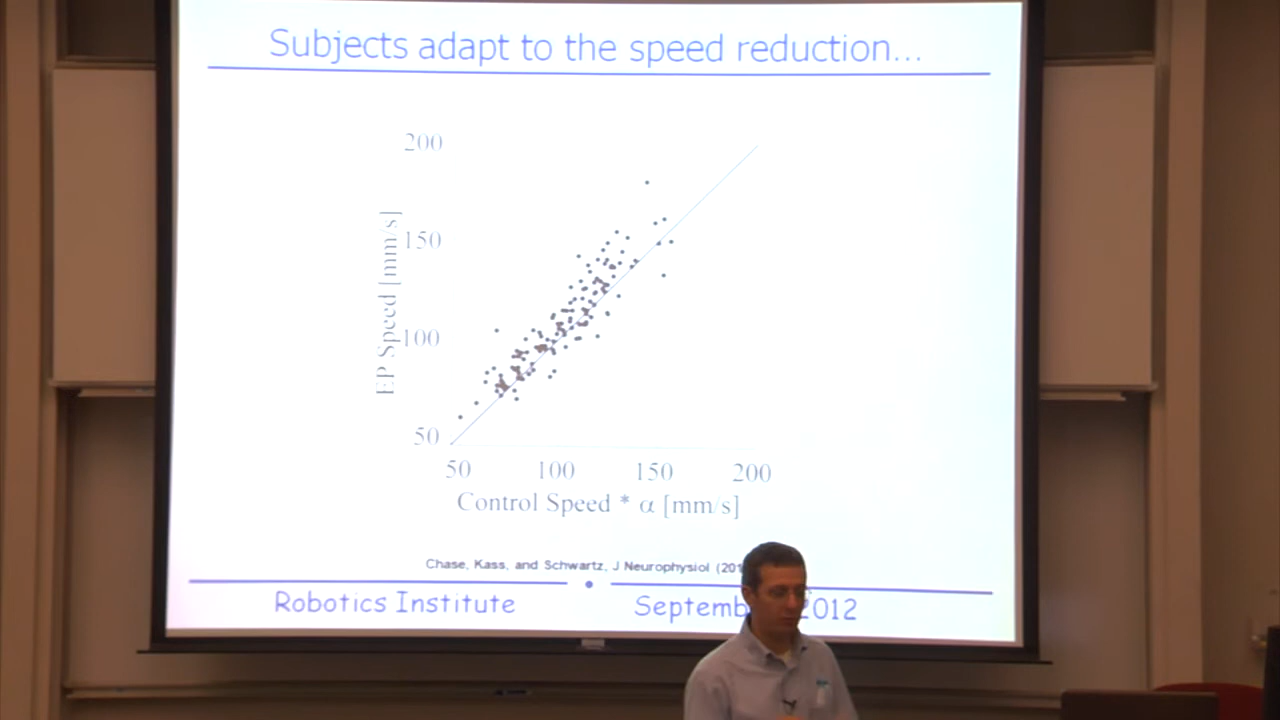 Subjects adapt to the speed reduction...
200
150
100
50
EP Speed [mm/s]
50 100 150 200
Control Speed * α [mm/s]
Chase, Kass, and Schwartz, J Neurophysiol (201
Robotics Institute
Septemb 2012